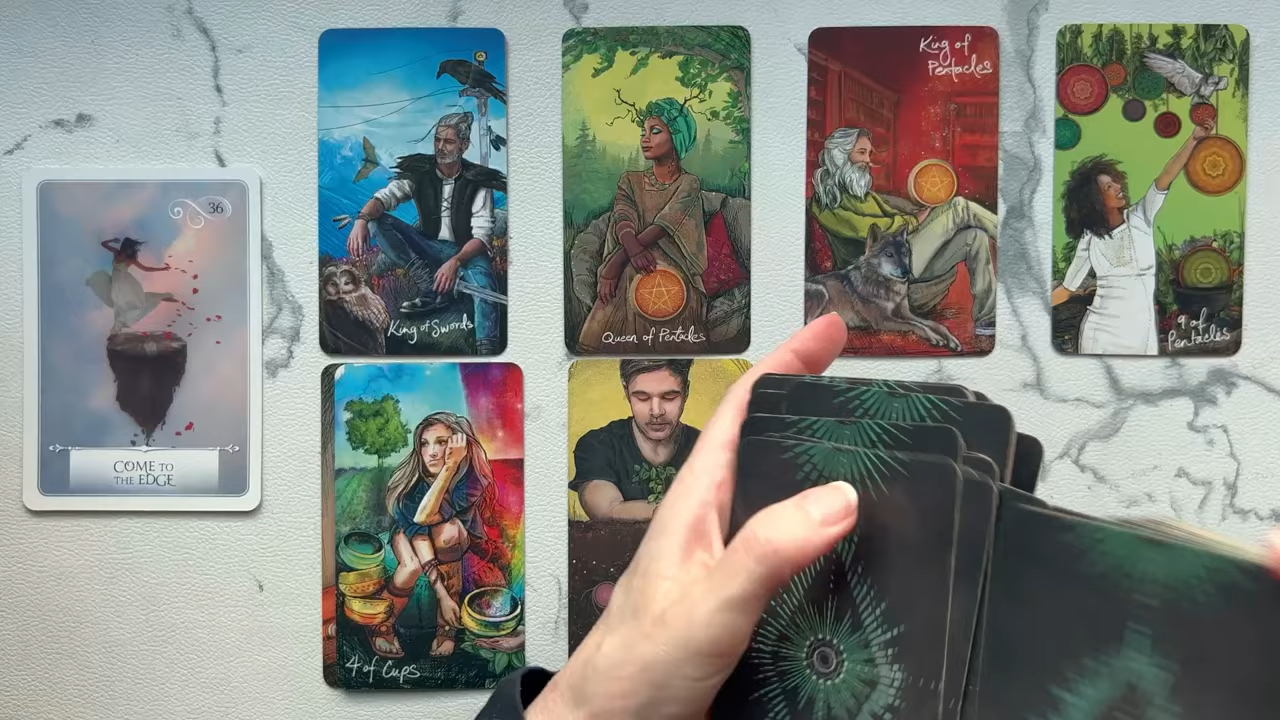 36
COME TO
THE EDGE
King of Swords
Queen of Pentacles
King of
Pentacles
9 of
Pentacles
4 of Cups